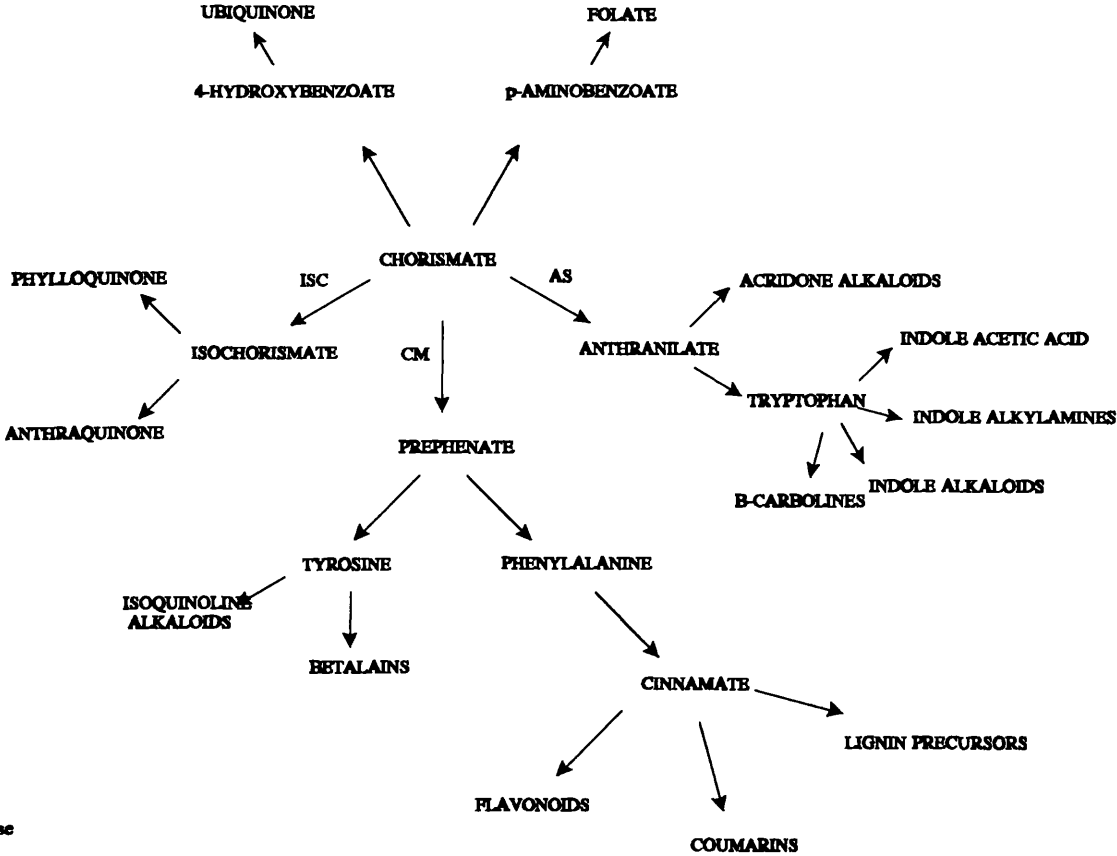 UBIQUINONE
FOLATE
4-HYDROXYBENZOATE
p-AMINOBENZOATE
CHORISMATE
ISC
AS
PHYLLOQUINONE
ACRIDONE ALKALOIDS
ISOCHORISMATE
CM
ANTHRANILATE
INDOLE ACETIC ACID
TRYPTOPHAN
INDOLE ALKYLAMINES
ANTHRAQUINONE
PREPHENATE
B-CARBOLINES
INDOLE ALKALOIDS
TYROSINE
PHENYLALANINE
ISOQUINOLINE
ALKALOIDS
BETALAINS
CINNAMATE
LIGNIN PRECURSORS
FLAVONOIDS
se
COUMARINS